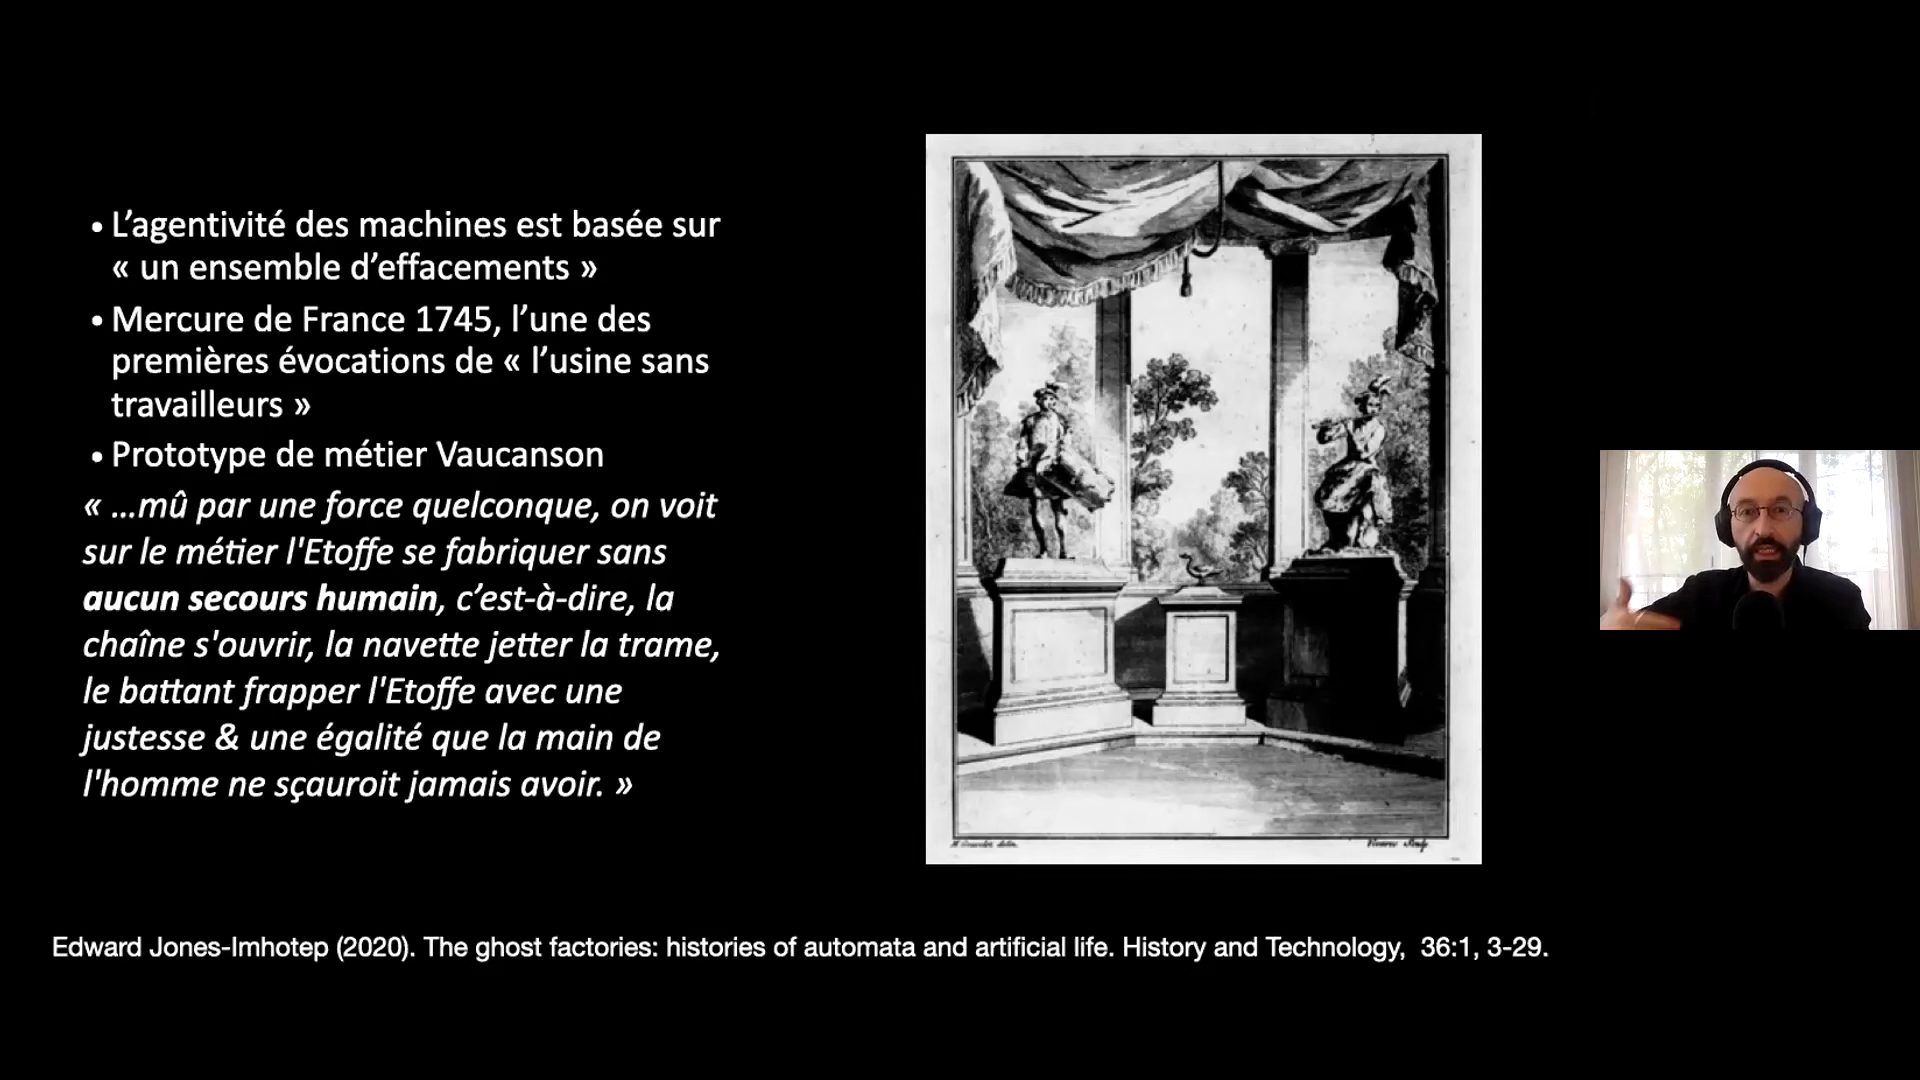 • L’agentivité des machines est basée sur
« un ensemble d’effacements »
• Mercure de France 1745, l’une des
premières évocations de « l’usine sans
travailleurs »
• Prototype de métier Vaucanson
« ...mû par une force quelconque, on voit
sur le métier l'Etoffe se fabriquer sans
aucun secours humain, c’est-à-dire, la
chaîne s'ouvrir, la navette jetter la trame,
le battant frapper l'Etoffe avec une
justesse & une égalité que la main de
l'homme ne sçauroit jamais avoir. »
Edward Jones-Imhotep (2020). The ghost factories: histories of automata and artificial life. History and Technology, 36:1, 3-29.